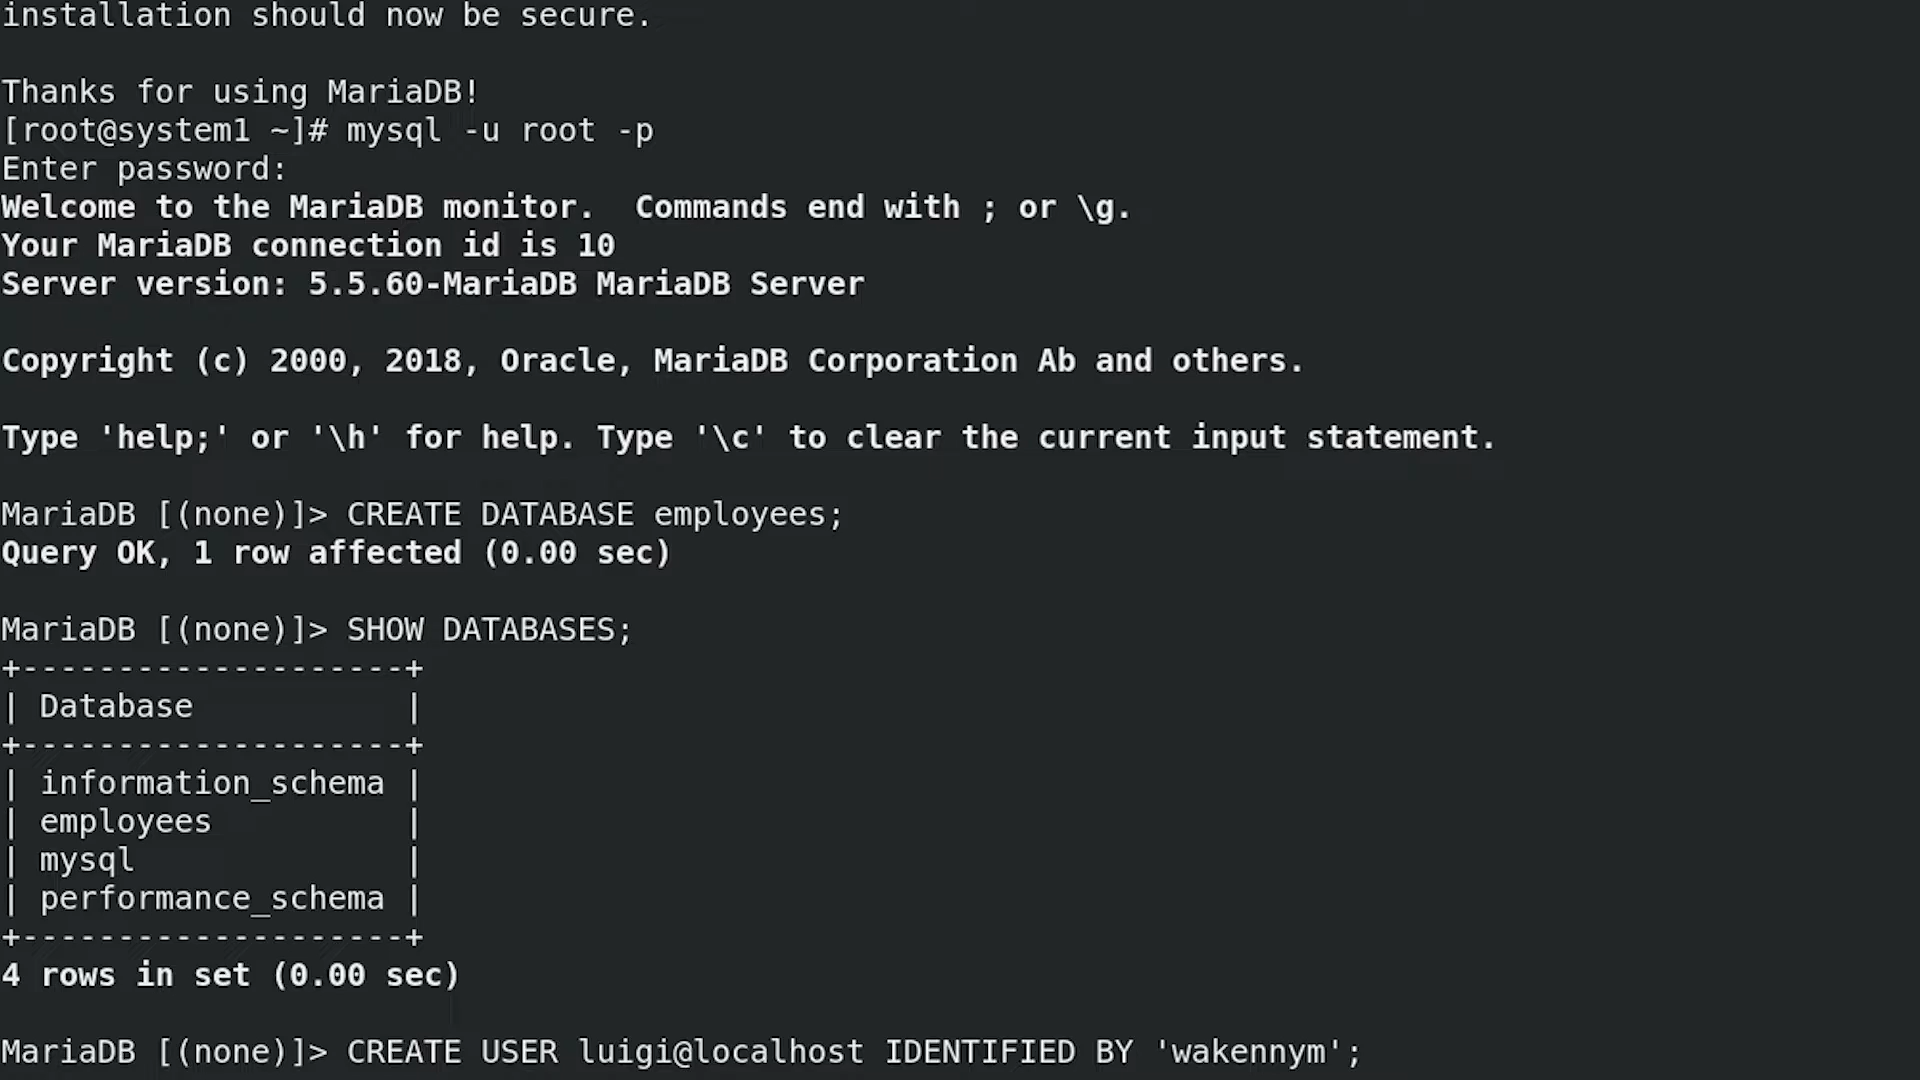 installation should now be secure.
Thanks for using MariaDB!
[root@system1 ~]# mysql -u root -p
Enter password:
Welcome to the MariaDB monitor.  Commands end with ; or \g.
Your MariaDB connection id is 10
Server version: 5.5.60-MariaDB MariaDB Server
Copyright (c) 2000, 2018, Oracle, MariaDB Corporation Ab and others.
Type 'help;' or '\h' for help. Type '\c' to clear the current input statement.
MariaDB [(none)]> CREATE DATABASE employees;
Query OK, 1 row affected (0.00 sec)
MariaDB [(none)]> SHOW DATABASES;
+--------------------+
| Database           |
+--------------------+
| information_schema |
| employees          |
| mysql              |
| performance_schema |
+--------------------+
4 rows in set (0.00 sec)
MariaDB [(none)]> CREATE USER luigi@localhost IDENTIFIED BY 'wakennym';